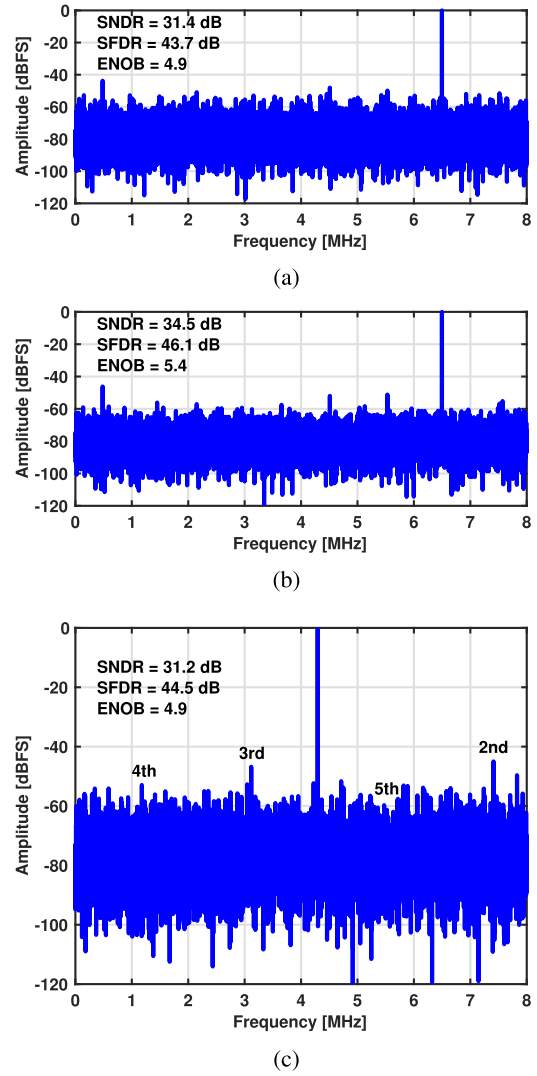 SNDR = 31.4 dB
SFDR = 43.7 dB
ENOB = 4.9
Amplitude [dBFS]
0
-20
-40
-60
-80
-100
-120
0 1 2 3 4 5 6 7 8
Frequency [MHz]
(a)
SNDR = 34.5 dB
SFDR = 46.1 dB
ENOB = 5.4
Amplitude [dBFS]
0
-20
-40
-60
-80
-100
-120
0 1 2 3 4 5 6 7 8
Frequency [MHz]
(b)
SNDR = 31.2 dB
SFDR = 44.5 dB
ENOB = 4.9
4th
3rd
5th
2nd
Amplitude [dBFS]
0
-20
-40
-60
-80
-100
-120
0 1 2 3 4 5 6 7 8
Frequency [MHz]
(c)